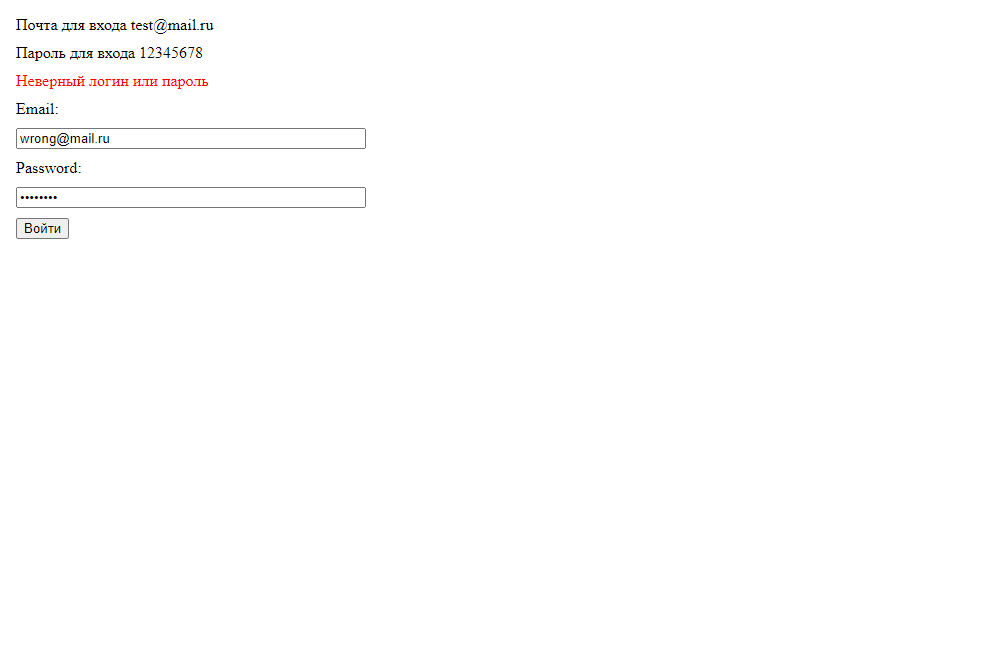 Почта для входа test@mail.ru
Пароль для входа 12345678
Неверный логин или пароль
Email:
wrong@mail.ru
Password:
••••••••
Войти